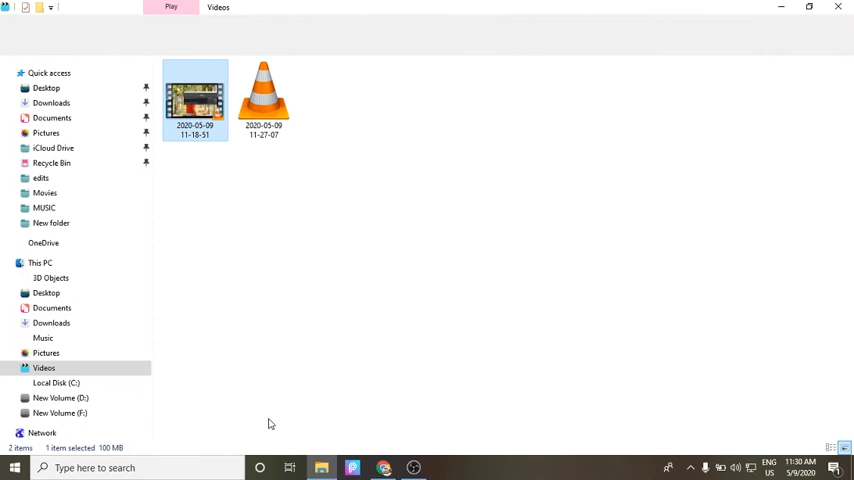 Play
Videos
Quick access
Desktop
Downloads
Documents
Pictures
iCloud Drive
Recycle Bin
edits
Movies
MUSIC
New folder
OneDrive
This PC
3D Objects
Desktop
Documents
Downloads
Music
Pictures
Videos
Local Disk (C:)
New Volume (D:)
New Volume (F:)
Network
2020-05-09
11-18-51
2020-05-09
11-27-07
2 items 1 item selected 100 MB
Type here to search
ENG
US
11:30 AM
5/9/2020